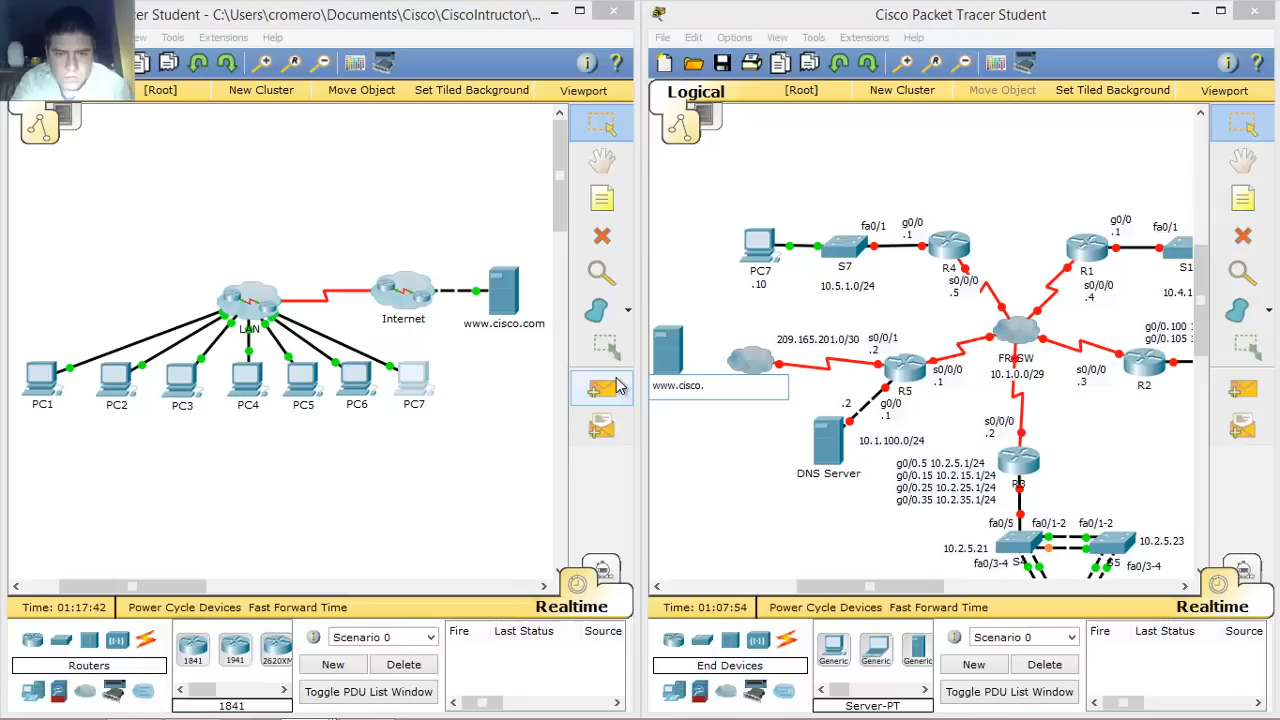 r Student - C:\Users\cromero\Documents\Cisco\CiscoIntructor\...
ew Tools Extensions Help
[Root] New Cluster Move Object Set Tiled Background Viewport
LAN
Internet
www.cisco.com
PC1
PC2
PC3
PC4
PC5
PC6
PC7
Time: 01:17:42 Power Cycle Devices Fast Forward Time Realtime
Routers
1841
1941
2620XM
1841
Scenario 0
New
Delete
Toggle PDU List Window
Fire Last Status Source
Cisco Packet Tracer Student
File Edit Options View Tools Extensions Help
Logical [Root] New Cluster Move Object Set Tiled Background Viewport
PC7
.10
S7
fa0/1
g0/0
.1
R4
10.5.1.0/24
s0/0/0
.5
R1
g0/0
.1
fa0/1
S1
s0/0/0
.4
10.4.1
209.165.201.0/30
s0/0/1
.2
R5
s0/0/0
.1
FRSW
10.1.0.0/29
g0/0.100
g0/0.105
R2
s0/0/0
.3
www.cisco.
.2
g0/0
.1
10.1.100.0/24
DNS Server
s0/0/0
.2
R3
g0/0.5 10.2.5.1/24
g0/0.15 10.2.15.1/24
g0/0.25 10.2.25.1/24
g0/0.35 10.2.35.1/24
fa0/5
fa0/1-2
fa0/1-2
10.2.5.21
10.2.5.23
fa0/3-4
fa0/3-4
Time: 01:07:54 Power Cycle Devices Fast Forward Time Realtime
End Devices
Generic
Generic
Generic
Server-PT
Scenario 0
New
Delete
Toggle PDU List Window
Fire Last Status Source